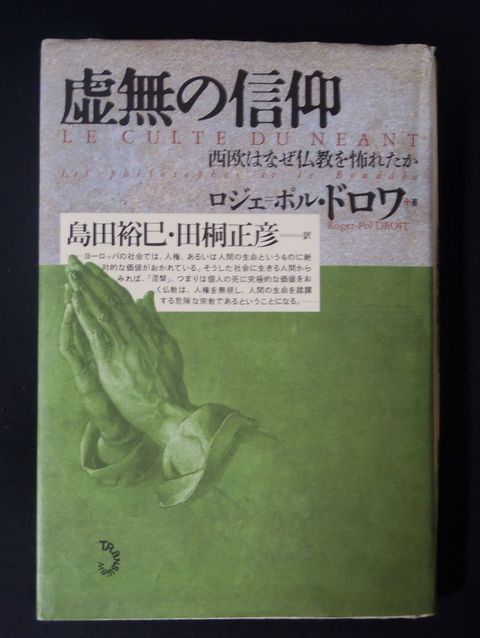 虚無の信仰
LE CULTE DU NEANT
西欧はなぜ仏教を怖れたか
Les philosophes et le Bouddha
ロジェ=ポル・ドロワ+著
Roger-Pol DROIT
島田裕巳・田桐正彦――訳
――ヨーロッパの社会では、人権、あるいは人間の生命というものに絶
対的な価値がおかれている。そうした社会に生きる人間から
みれば、「涅槃」、つまりは個人の死に究極的な価値をお
く仏教は、人権を無視し、人間の生命を蹂躙
する危険な宗教であるということになる。――